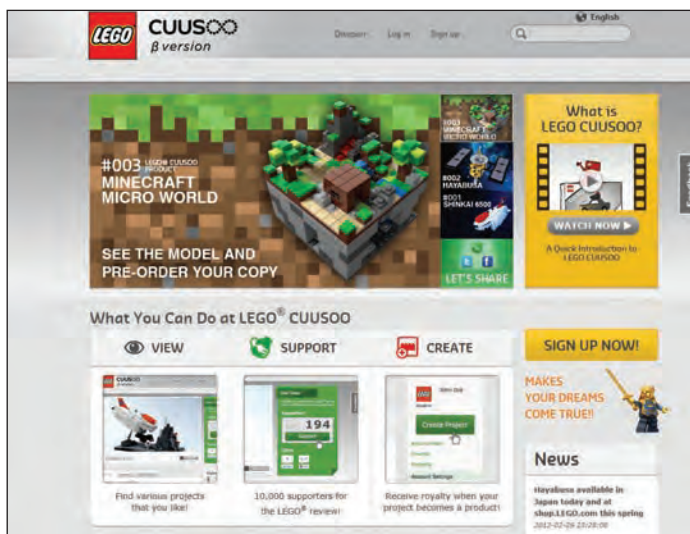 LEGO CUUSOO
β version
Discover Log in Sign up
English
#003 LEGO® CUUSOO PRODUCT
MINECRAFT
MICRO WORLD
SEE THE MODEL AND
PRE-ORDER YOUR COPY
#003
MINECRAFT
MICRO WORLD
#002
HAYABUSA
#001
SHINKAI 6500
LET'S SHARE
What is
LEGO CUUSOO?
WATCH NOW
A Quick Introduction to
LEGO CUUSOO
What You Can Do at LEGO® CUUSOO
VIEW
SUPPORT
CREATE
SIGN UP NOW!
MAKES
YOUR DREAMS
COME TRUE!!
CUUSOO
194
Support
LEGO
Create Project
Find various projects
that you like!
10,000 supporters for
the LEGO® review!
Receive royalty when your
project becomes a product!
News
Hayabusa available in
Japan today and at
shop.LEGO.com this spring